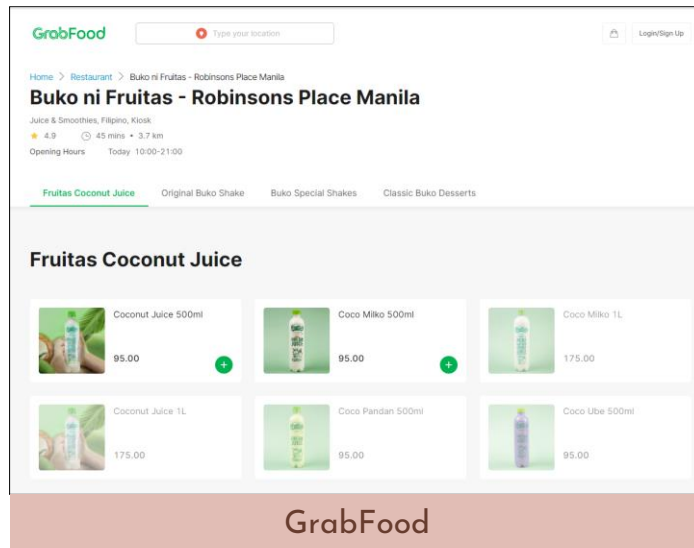 GrabFood
Type your location
Login/Sign Up
Home > Restaurant > Buko ni Fruitas - Robinsons Place Manila
Buko ni Fruitas - Robinsons Place Manila
Juice & Smoothies, Filipino, Kiosk
4.9 45 mins • 3.7 km
Opening Hours Today 10:00-21:00
Fruitas Coconut Juice Original Buko Shake Buko Special Shakes Classic Buko Desserts
Fruitas Coconut Juice
Coconut Juice 500ml
95.00
Coco Milko 500ml
95.00
Coco Milko 1L
175.00
Coconut Juice 1L
175.00
Coco Pandan 500ml
95.00
Coco Ube 500ml
95.00
GrabFood